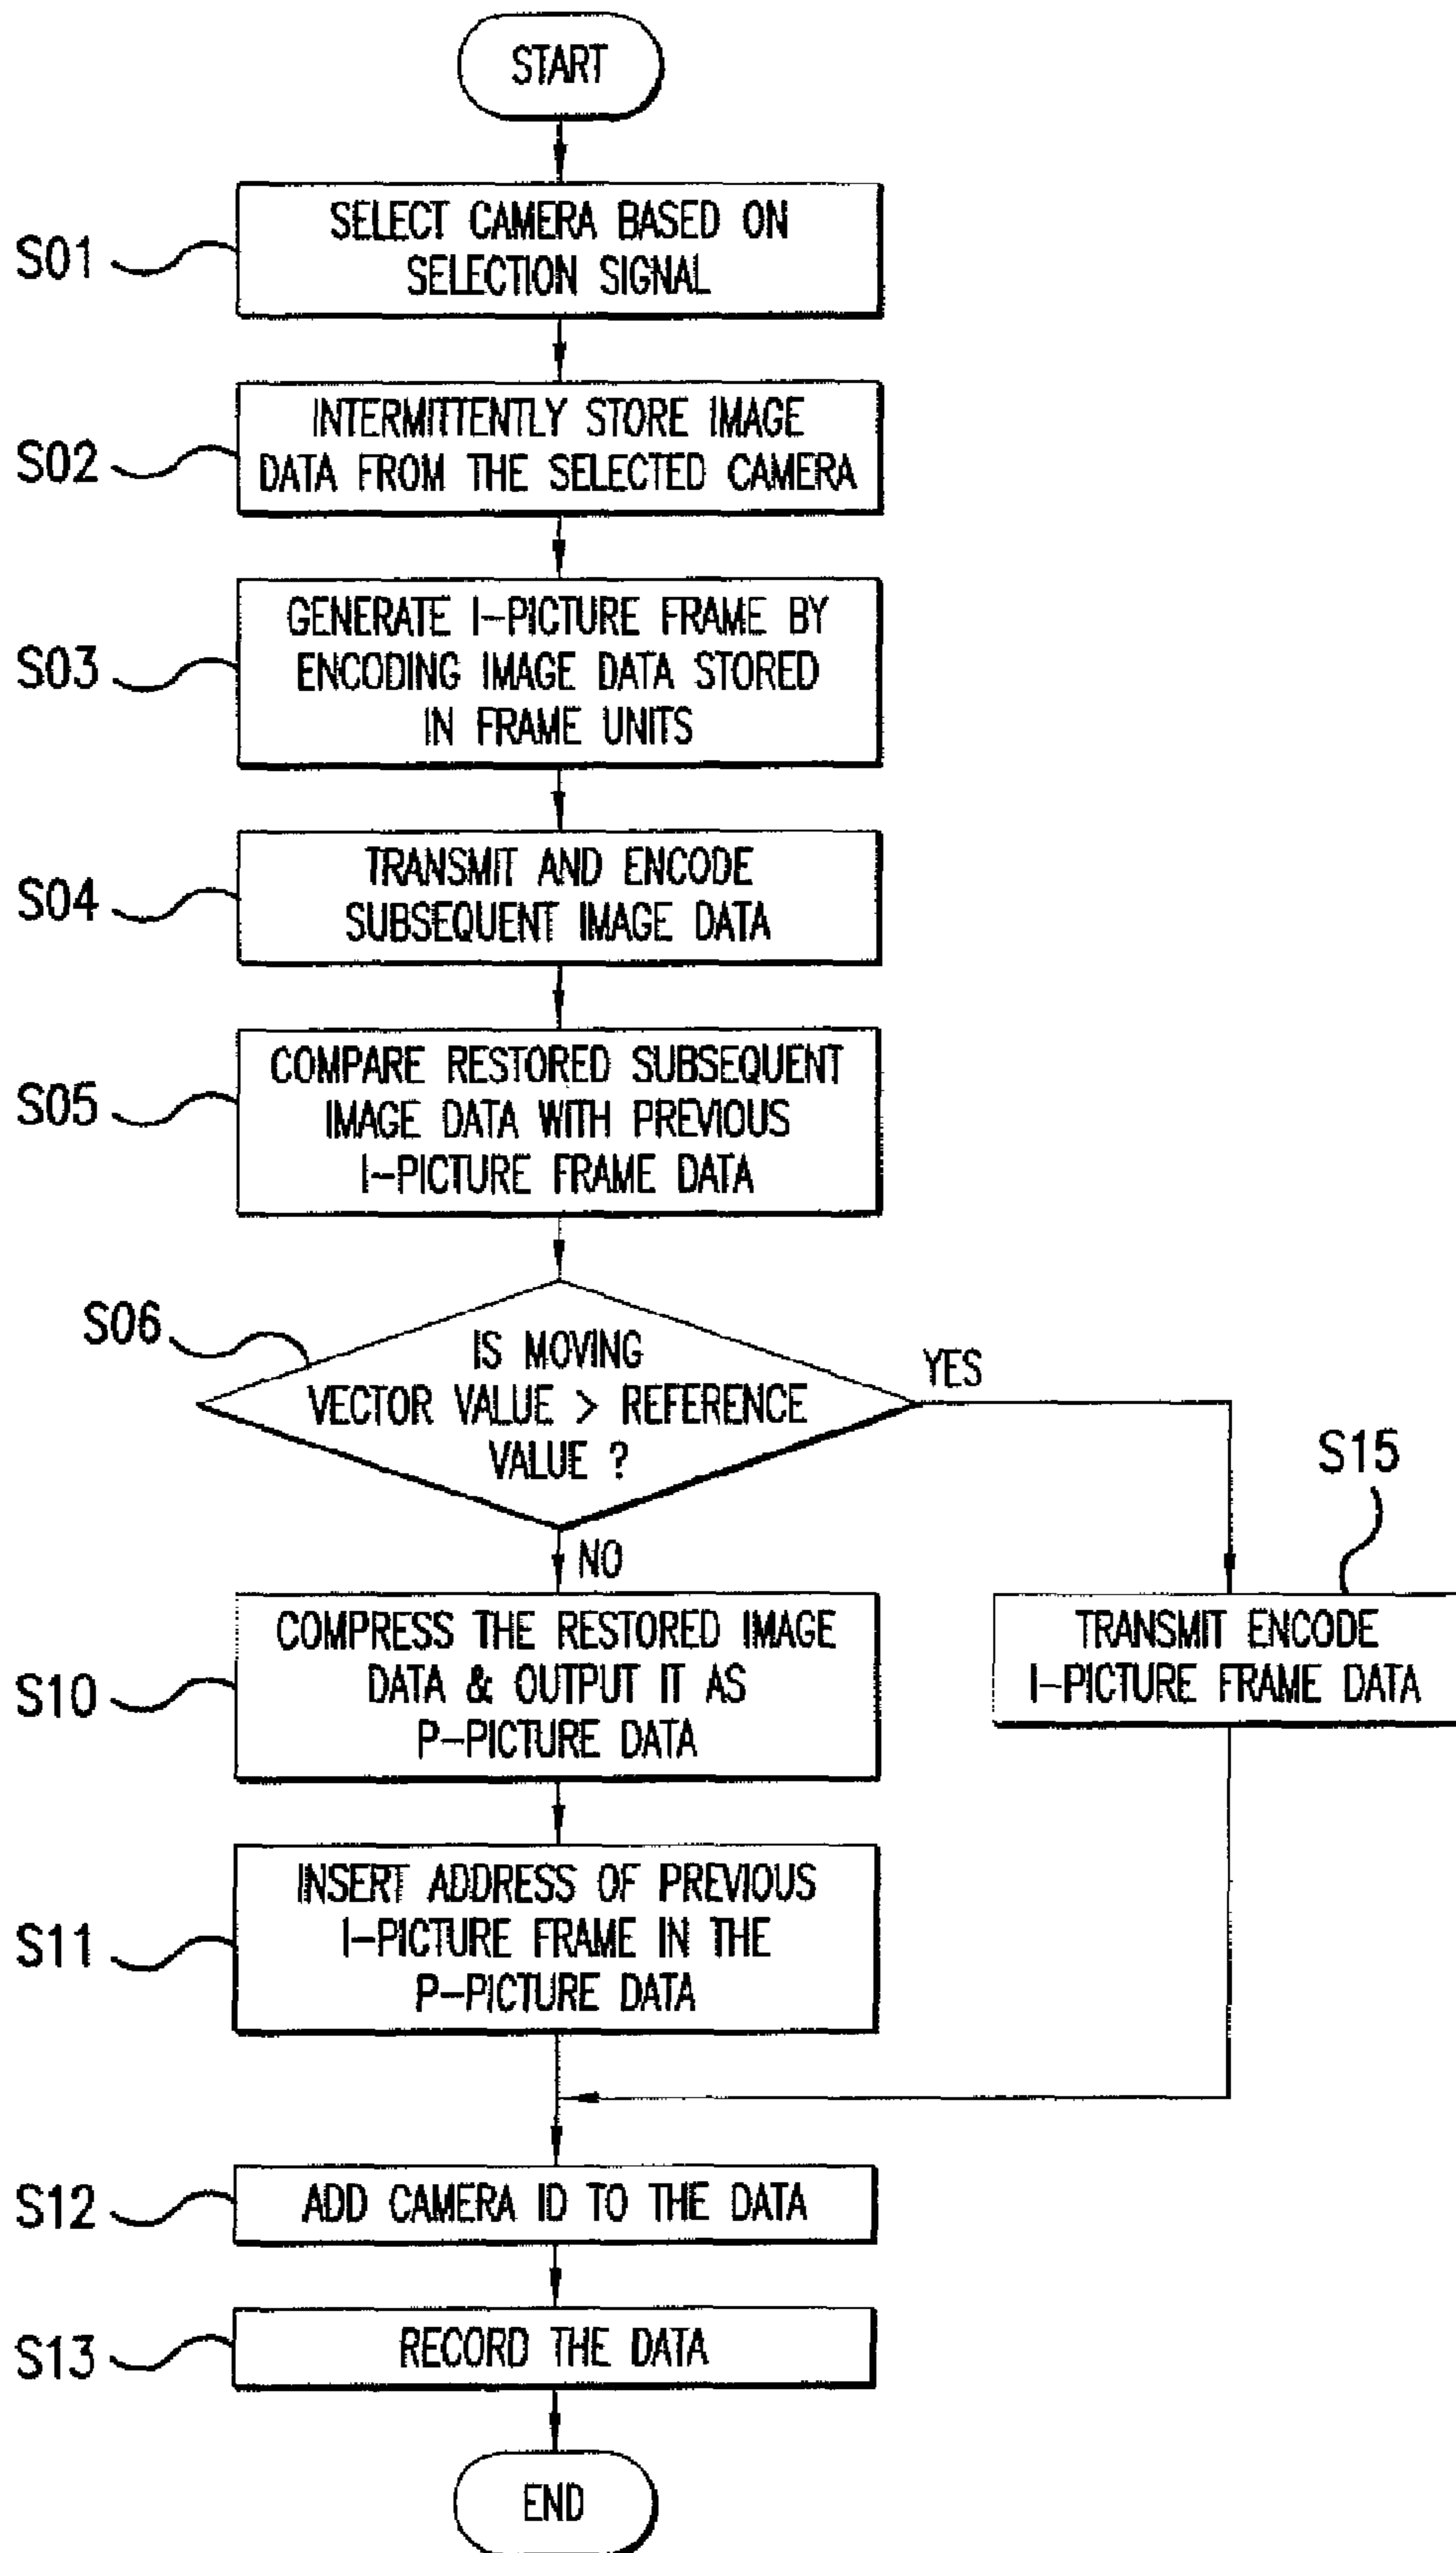 START
S01
SELECT CAMERA BASED ON
SELECTION SIGNAL
S02
INTERMITTENTLY STORE IMAGE
DATA FROM THE SELECTED CAMERA
S03
GENERATE I-PICTURE FRAME BY
ENCODING IMAGE DATA STORED
IN FRAME UNITS
S04
TRANSMIT AND ENCODE
SUBSEQUENT IMAGE DATA
S05
COMPARE RESTORED SUBSEQUENT
IMAGE DATA WITH PREVIOUS
I-PICTURE FRAME DATA
S06
IS MOVING
VECTOR VALUE > REFERENCE
VALUE ?
YES
NO
S15
TRANSMIT ENCODE
I-PICTURE FRAME DATA
S10
COMPRESS THE RESTORED IMAGE
DATA & OUTPUT IT AS
P-PICTURE DATA
S11
INSERT ADDRESS OF PREVIOUS
I-PICTURE FRAME IN THE
P-PICTURE DATA
S12
ADD CAMERA ID TO THE DATA
S13
RECORD THE DATA
END